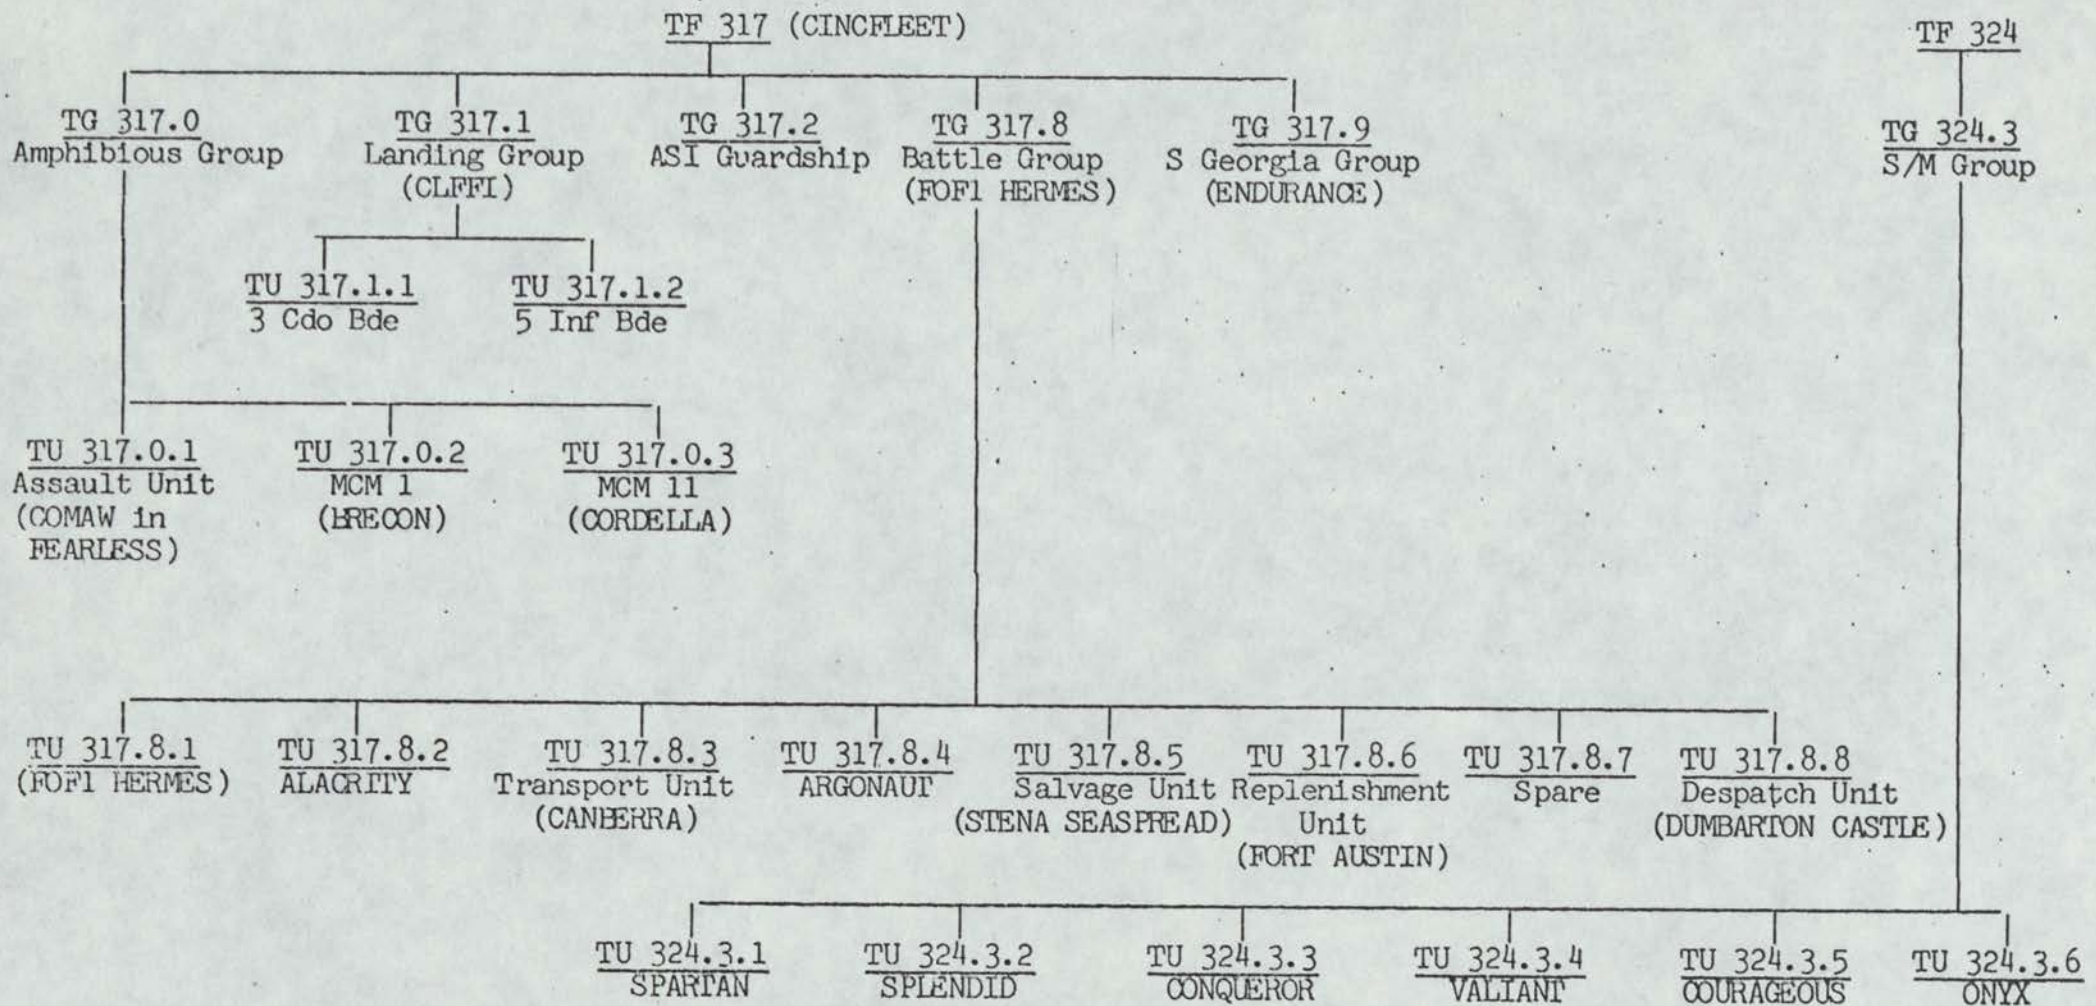 TF 317 (CINCFLEET)
TF 324
TG 317.0
Amphibious Group
TG 317.1
Landing Group
(CLFFI)
TG 317.2
ASI Guardship
TG 317.8
Battle Group
(FOF1 HERMES)
TG 317.9
S Georgia Group
(ENDURANCE)
TG 324.3
S/M Group
TU 317.1.1
3 Cdo Bde
TU 317.1.2
5 Inf Bde
TU 317.0.1
Assault Unit
(COMAW in
FEARLESS)
TU 317.0.2
MCM 1
(BRECON)
TU 317.0.3
MCM 11
(CORDELLA)
TU 317.8.1
(FOF1 HERMES)
TU 317.8.2
ALACRITY
TU 317.8.3
Transport Unit
(CANBERRA)
TU 317.8.4
ARGONAUT
TU 317.8.5
Salvage Unit
(STENA SEASPREAD)
TU 317.8.6
Replenishment
Unit
(FORT AUSTIN)
TU 317.8.7
Spare
TU 317.8.8
Despatch Unit
(DUMBARTON CASTLE)
TU 324.3.1
SPARTAN
TU 324.3.2
SPLENDID
TU 324.3.3
CONQUEROR
TU 324.3.4
VALIANT
TU 324.3.5
COURAGEOUS
TU 324.3.6
ONYX